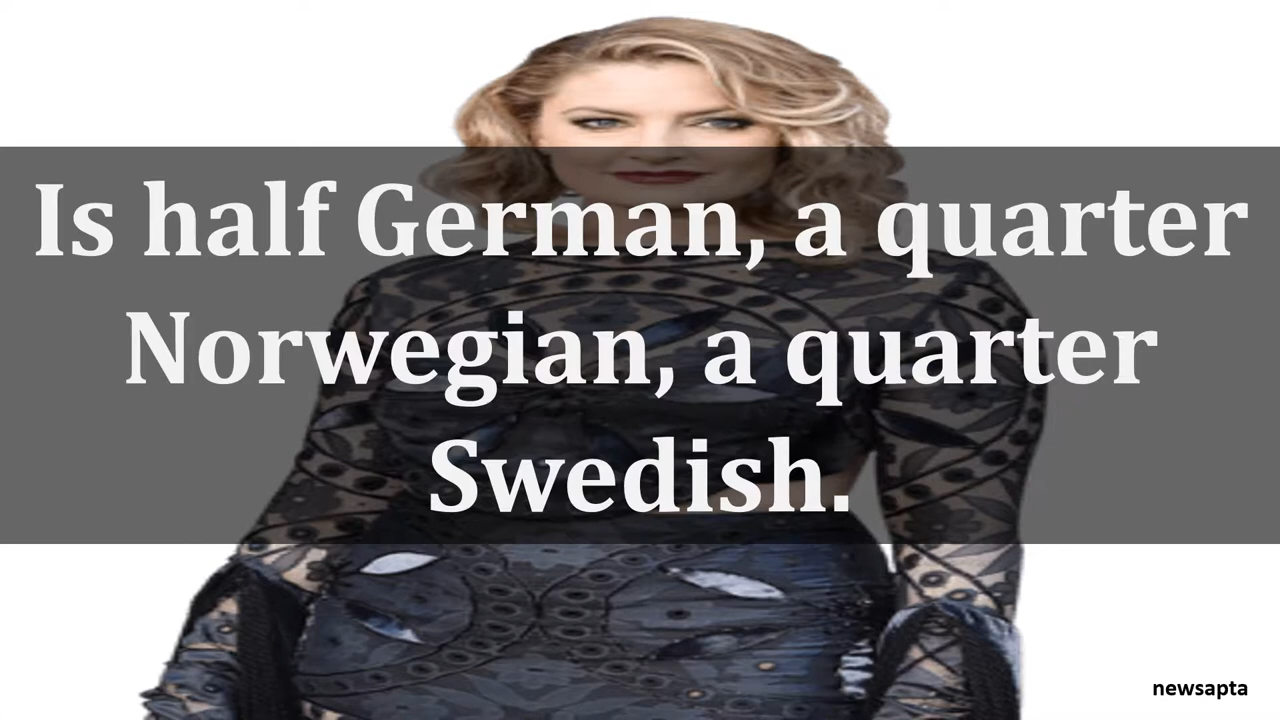 Is half German, a quarter
Norwegian, a quarter
Swedish.
newsapta